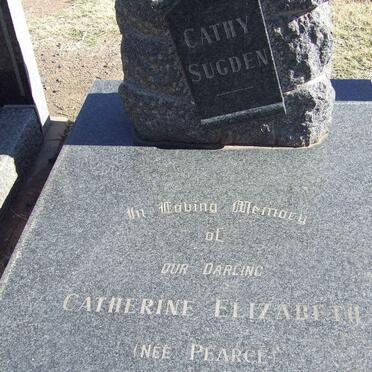 CATHY
SUGDEN
In Loving Memory
of
OUR DARLING
CATHERINE ELIZABETH
(NEE PEARCE)